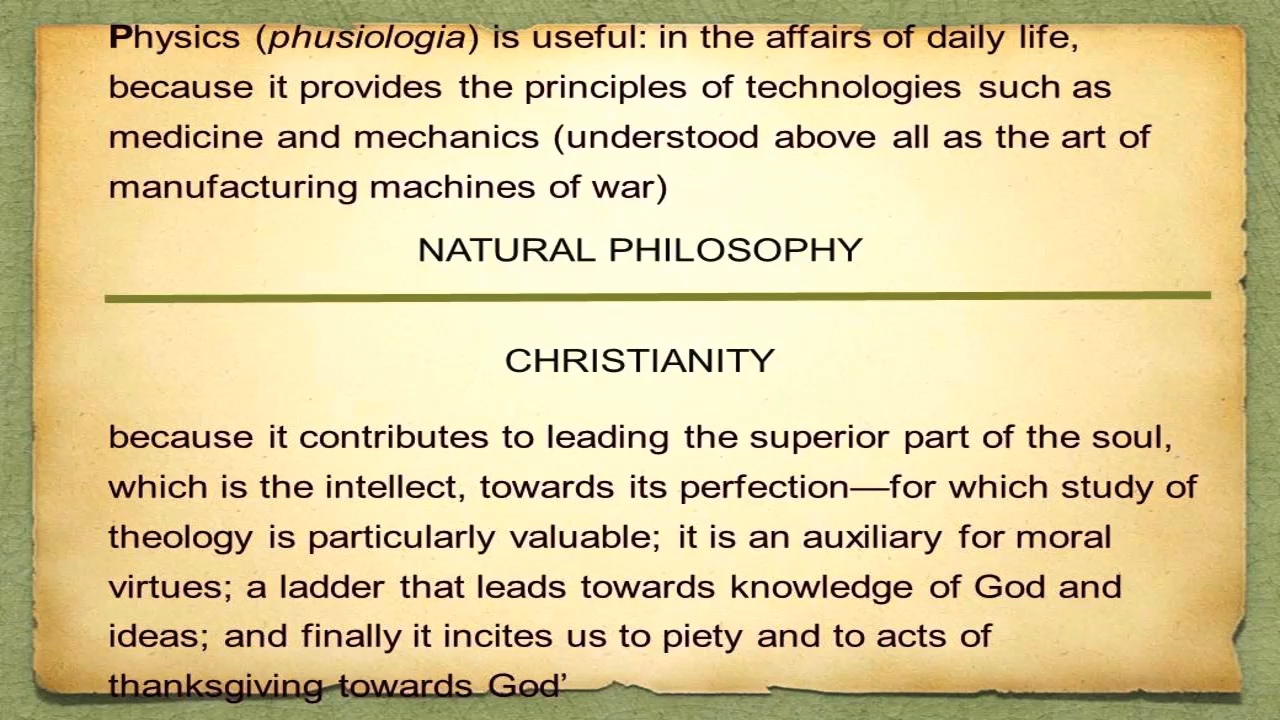 Physics (phusiologia) is useful: in the affairs of daily life,
because it provides the principles of technologies such as
medicine and mechanics (understood above all as the art of
manufacturing machines of war)
NATURAL PHILOSOPHY
CHRISTIANITY
because it contributes to leading the superior part of the soul,
which is the intellect, towards its perfection—for which study of
theology is particularly valuable; it is an auxiliary for moral
virtues; a ladder that leads towards knowledge of God and
ideas; and finally it incites us to piety and to acts of
thanksgiving towards God’